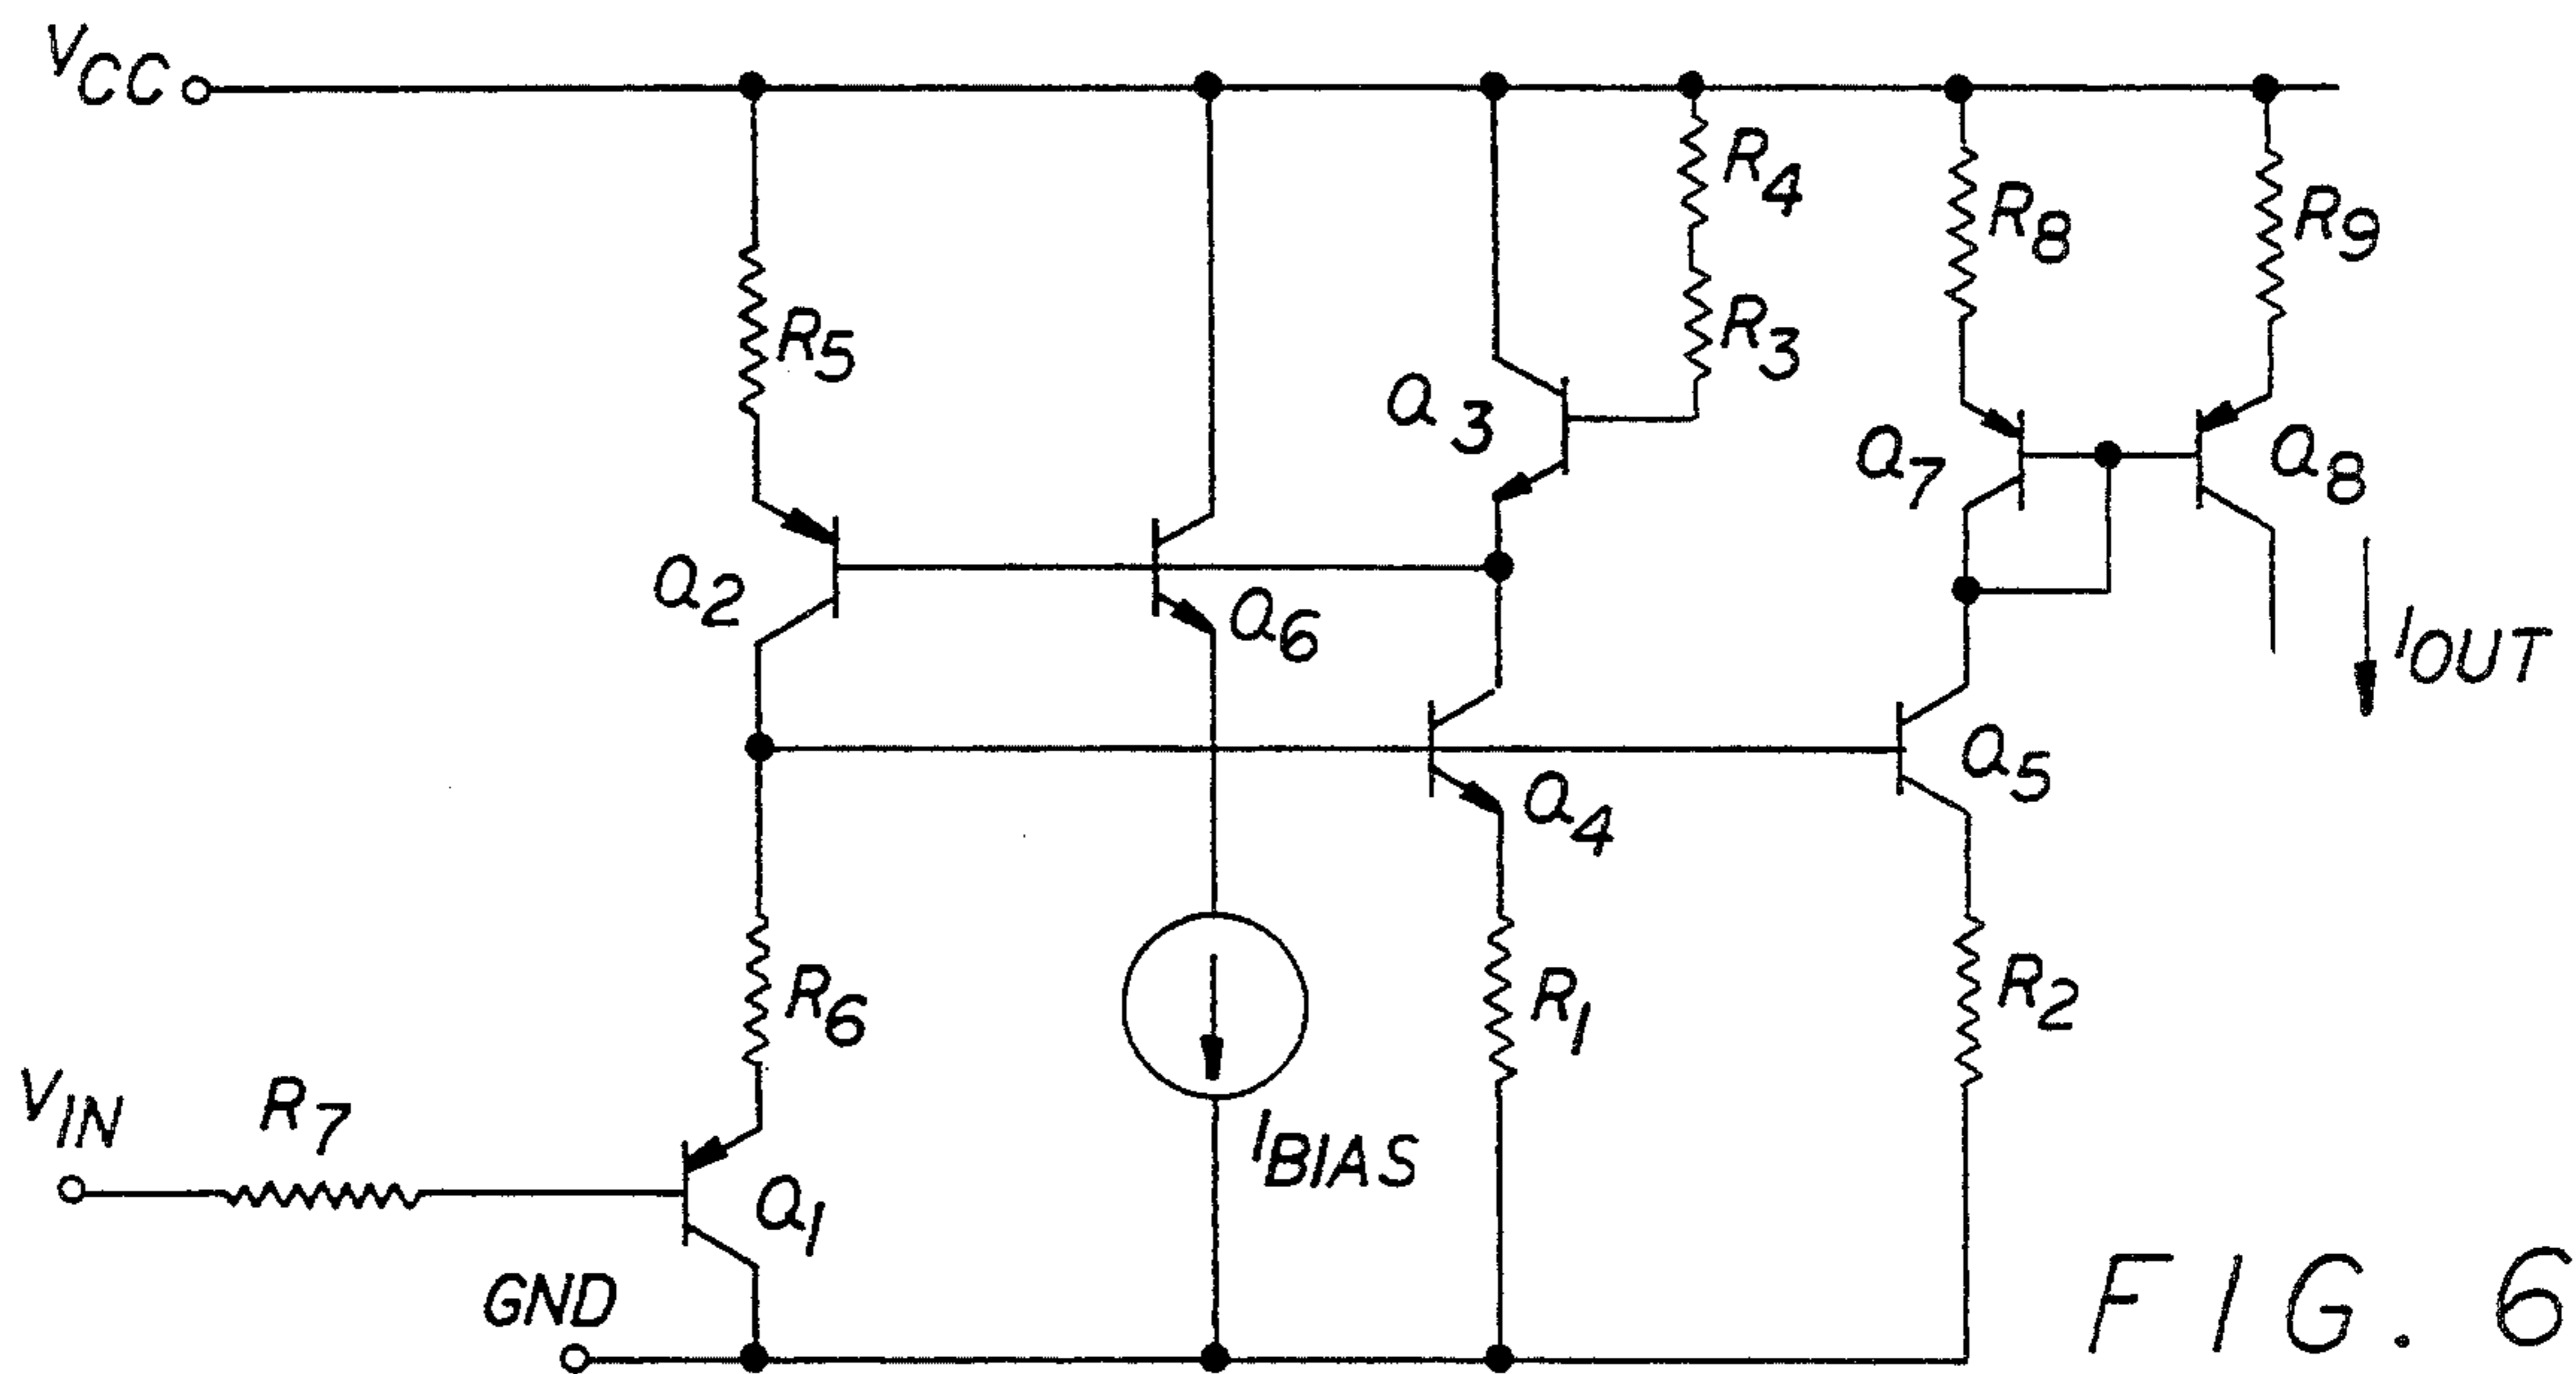 VCC
R4
R8
R9
R5
R3
Q3
Q7
Q8
Q2
Q6
IOUT
Q5
Q4
R6
R1
R2
VIN
R7
IBIAS
Q1
GND
FIG. 6